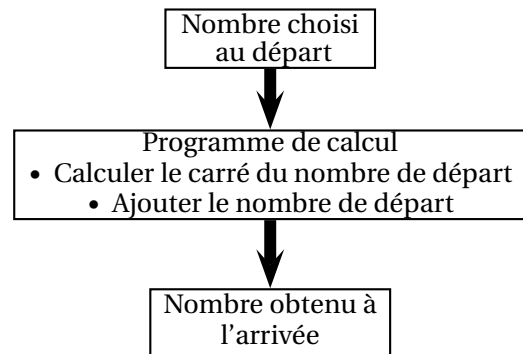 Nombre choisi
au départ
Programme de calcul
• Calculer le carré du nombre de départ
• Ajouter le nombre de départ
Nombre obtenu à
l'arrivée